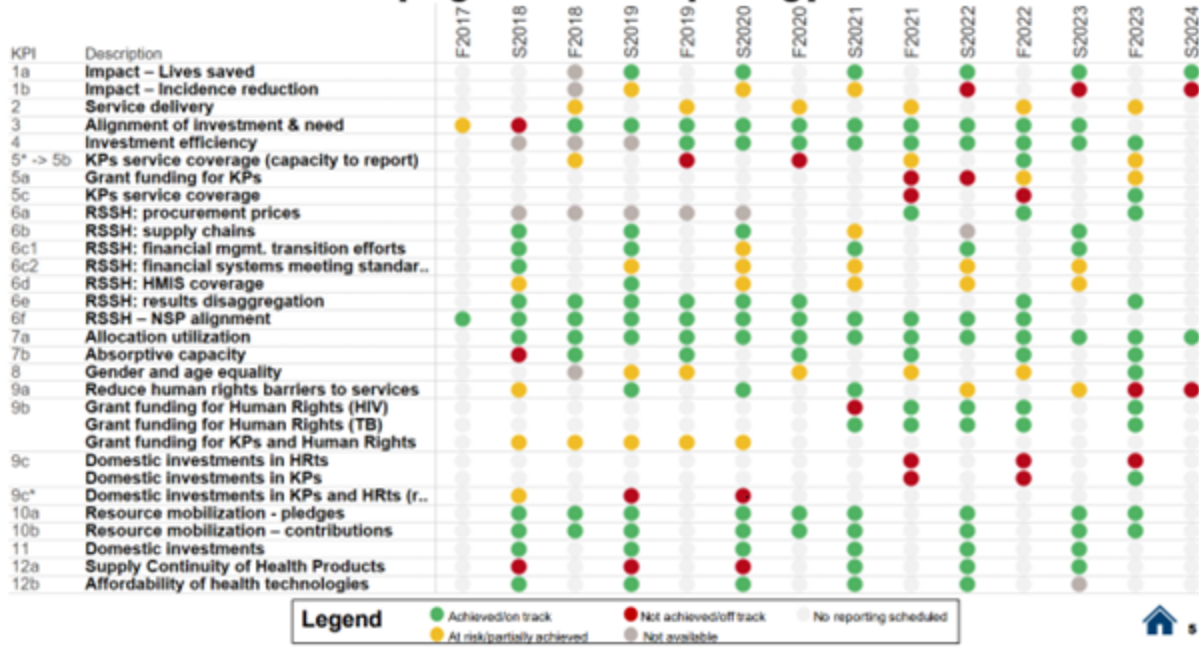 F2017 S2018 F2018 S2019 F2019 S2020 F2020 S2021 F2021 S2022 F2022 S2023 F2023 S2024
KPI Description
1a Impact – Lives saved
1b Impact – Incidence reduction
2 Service delivery
3 Alignment of investment & need
4 Investment efficiency
5* -> 5b KPs service coverage (capacity to report)
5a Grant funding for KPs
5c KPs service coverage
6a RSSH: procurement prices
6b RSSH: supply chains
6c1 RSSH: financial mgmt. transition efforts
6c2 RSSH: financial systems meeting standar..
6d RSSH: HMIS coverage
6e RSSH: results disaggregation
6f RSSH – NSP alignment
7a Allocation utilization
7b Absorptive capacity
8 Gender and age equality
9a Reduce human rights barriers to services
9b Grant funding for Human Rights (HIV)
Grant funding for Human Rights (TB)
Grant funding for KPs and Human Rights
9c Domestic investments in HRts
Domestic investments in KPs
9c* Domestic investments in KPs and HRts (r..
10a Resource mobilization - pledges
10b Resource mobilization – contributions
11 Domestic investments
12a Supply Continuity of Health Products
12b Affordability of health technologies
Legend Achieved/on track Not achieved/off track No reporting scheduled
At risk/partially achieved Not available
5